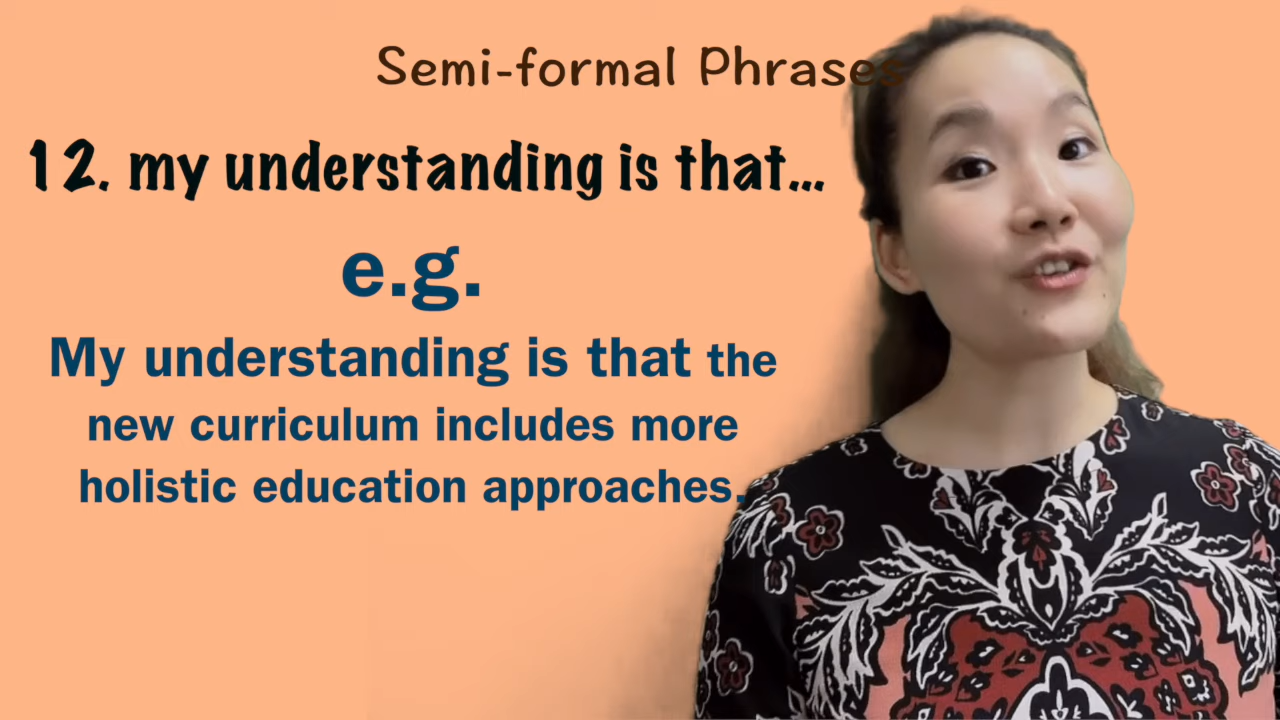 Semi-formal Phrases
12. my understanding is that...
e.g.
My understanding is that the
new curriculum includes more
holistic education approaches.